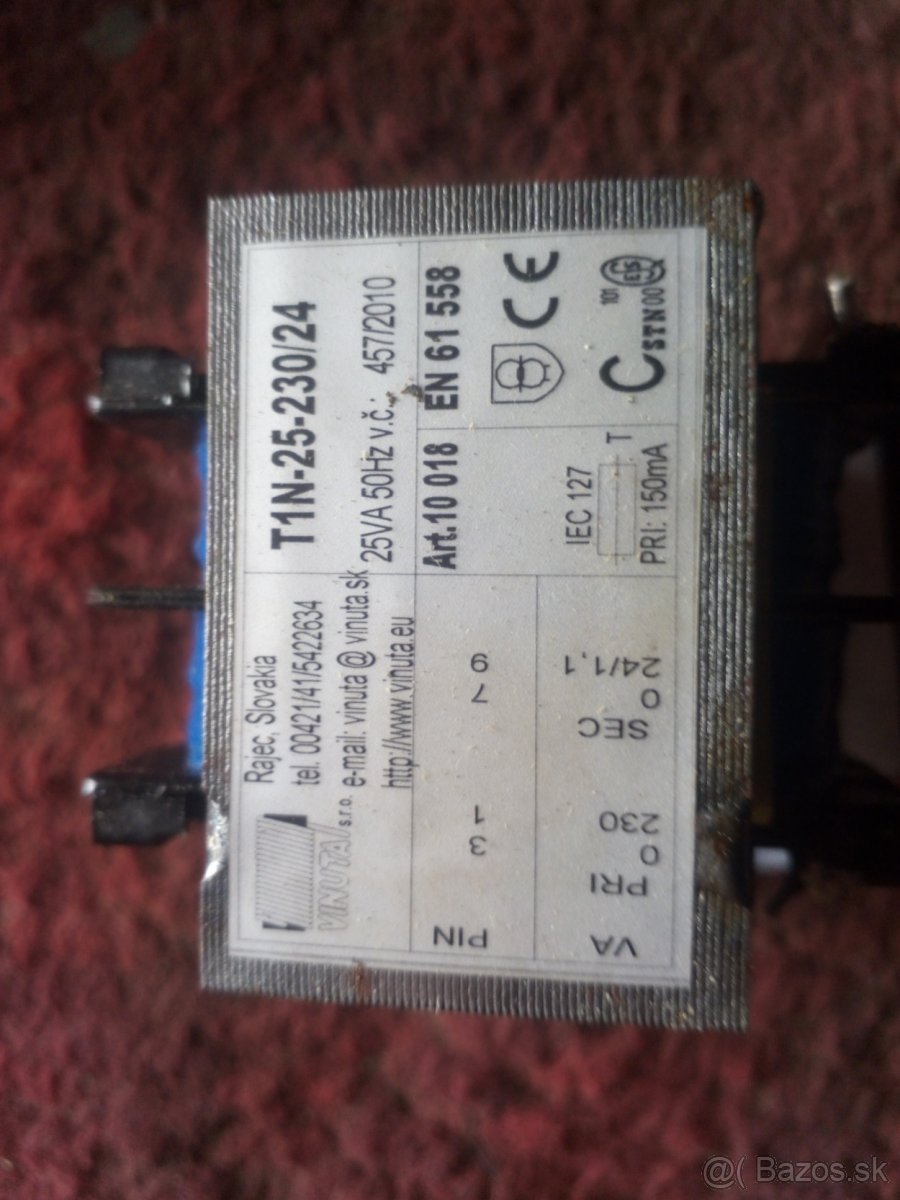 VINUTA s.r.o.
Rajec, Slovakia
tel. 00421/41/5422634
e-mail: vinuta @ vinuta.sk
http://www.vinuta.eu
T1N-25-230/24
25VA 50Hz v.č.: 457/2010
Art.10 018
EN 61 558
PIN
3 1 7 9
VA
PRI
0 230
SEC
0 24/1,1
IEC 127
T
PRI: 150mA
CE
C STN00
101
@( Bazos.sk